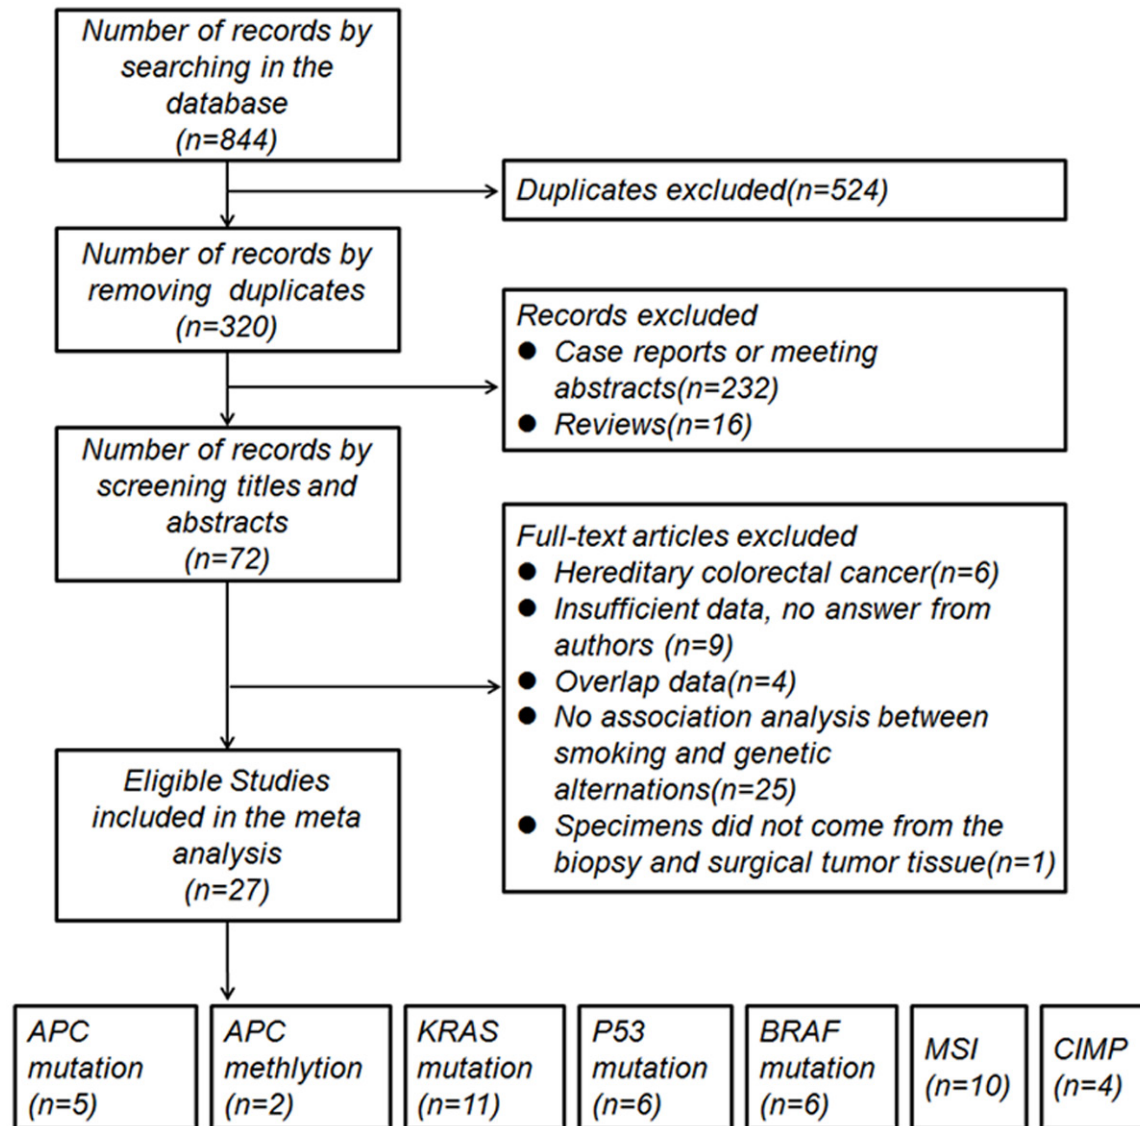 Number of records by
searching in the
database
(n=844)
Duplicates excluded(n=524)
Number of records by
removing duplicates
(n=320)
Records excluded
● Case reports or meeting
abstracts(n=232)
● Reviews(n=16)
Number of records by
screening titles and
abstracts
(n=72)
Full-text articles excluded
● Hereditary colorectal cancer(n=6)
● Insufficient data, no answer from
authors (n=9)
● Overlap data(n=4)
● No association analysis between
smoking and genetic
alternations(n=25)
● Specimens did not come from the
biopsy and surgical tumor tissue(n=1)
Eligible Studies
included in the meta
analysis
(n=27)
APC
mutation
(n=5)
APC
methlytion
(n=2)
KRAS
mutation
(n=11)
P53
mutation
(n=6)
BRAF
mutation
(n=6)
MSI
(n=10)
CIMP
(n=4)